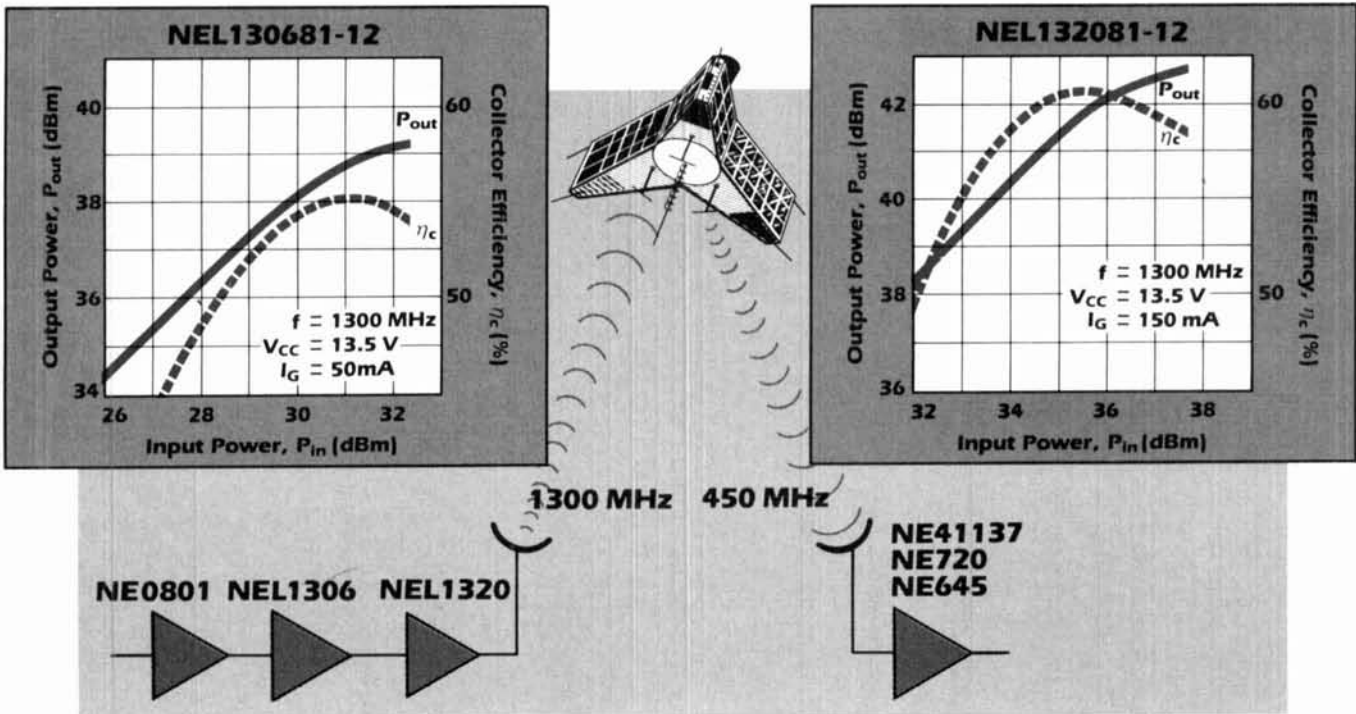 NEL130681-12
Output Power, Pout (dBm)
40
38
36
34
26
28
30
32
Input Power, Pin (dBm)
60
50
Collector Efficiency, ηc (%)
Pout
ηc
f = 1300 MHz
VCC = 13.5 V
IG = 50mA
NEL132081-12
Output Power, Pout (dBm)
42
40
38
36
32
34
36
38
Input Power, Pin (dBm)
60
50
Collector Efficiency, ηc (%)
Pout
ηc
f = 1300 MHz
VCC = 13.5 V
IG = 150 mA
1300 MHz
450 MHz
NE0801
NEL1306
NEL1320
NE41137
NE720
NE645